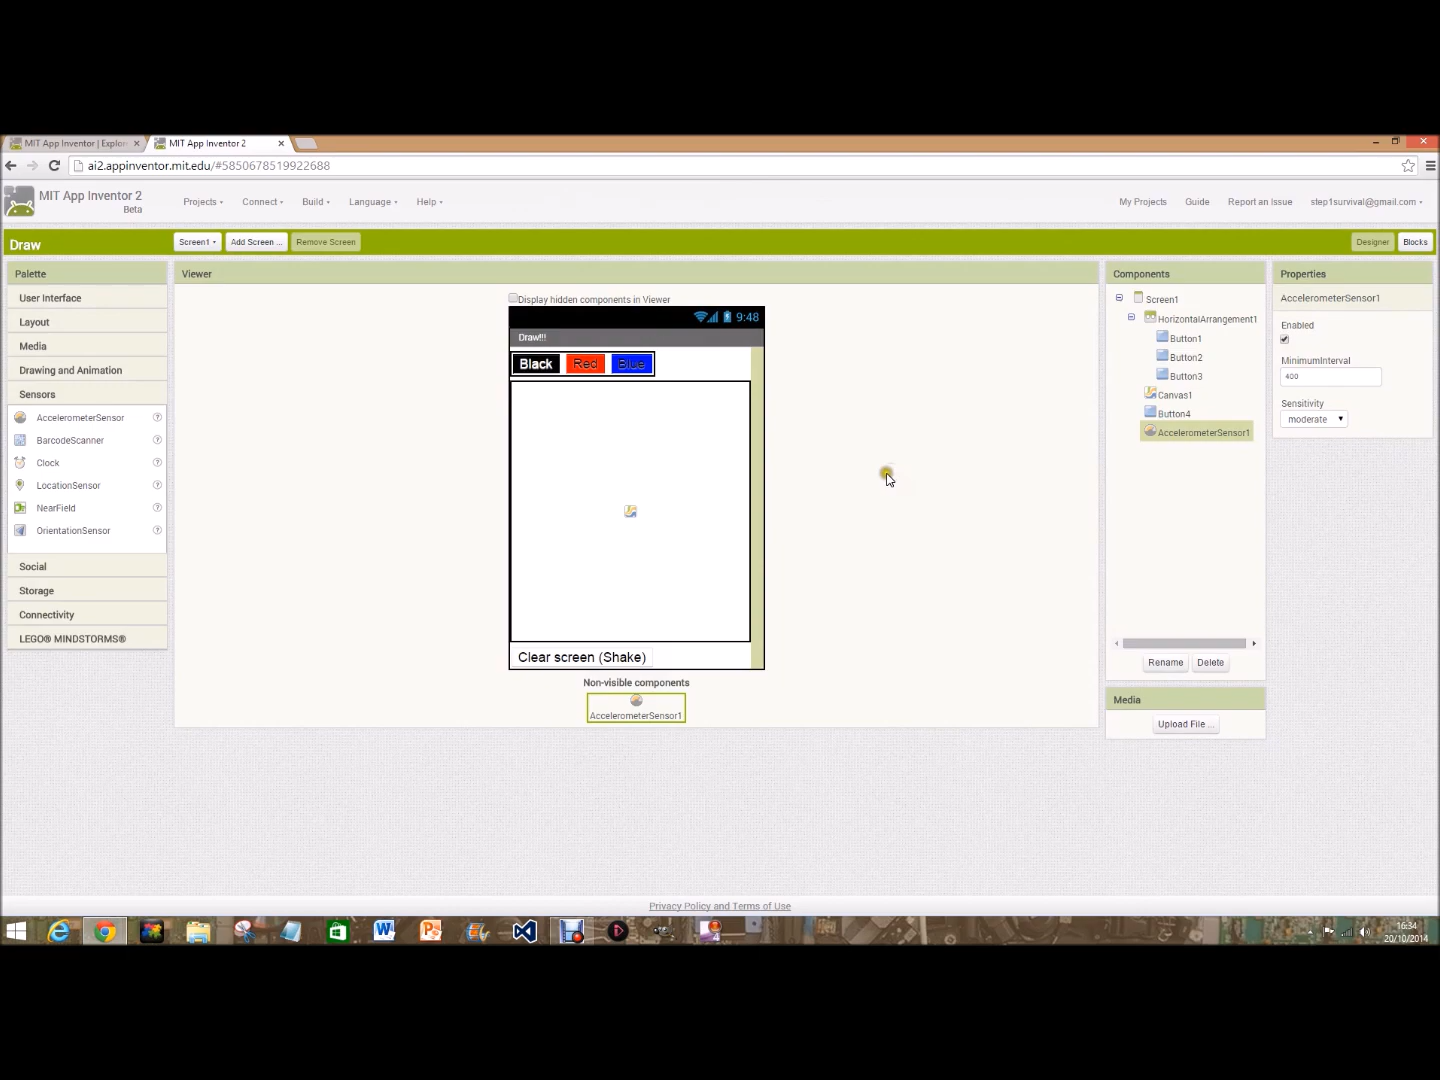 MIT App Inventor | Explor
MIT App Inventor 2
ai2.appinventor.mit.edu/#5850678519922688
MIT App Inventor 2
Beta
Projects
Connect
Build
Language
Help
My Projects
Guide
Report an Issue
step1survival@gmail.com
Draw
Screen1
Add Screen ...
Remove Screen
Designer
Blocks
Palette
User Interface
Layout
Media
Drawing and Animation
Sensors
AccelerometerSensor ?
BarcodeScanner ?
Clock ?
LocationSensor ?
NearField ?
OrientationSensor ?
Social
Storage
Connectivity
LEGO® MINDSTORMS®
Viewer
Display hidden components in Viewer
9:48
Draw!!!
Black
Red
Blue
Clear screen (Shake)
Non-visible components
AccelerometerSensor1
Components
Screen1
HorizontalArrangement1
Button1
Button2
Button3
Canvas1
Button4
AccelerometerSensor1
Rename
Delete
Media
Upload File ...
Properties
AccelerometerSensor1
Enabled
MinimumInterval
400
Sensitivity
moderate
Privacy Policy and Terms of Use
16:34
20/10/2014